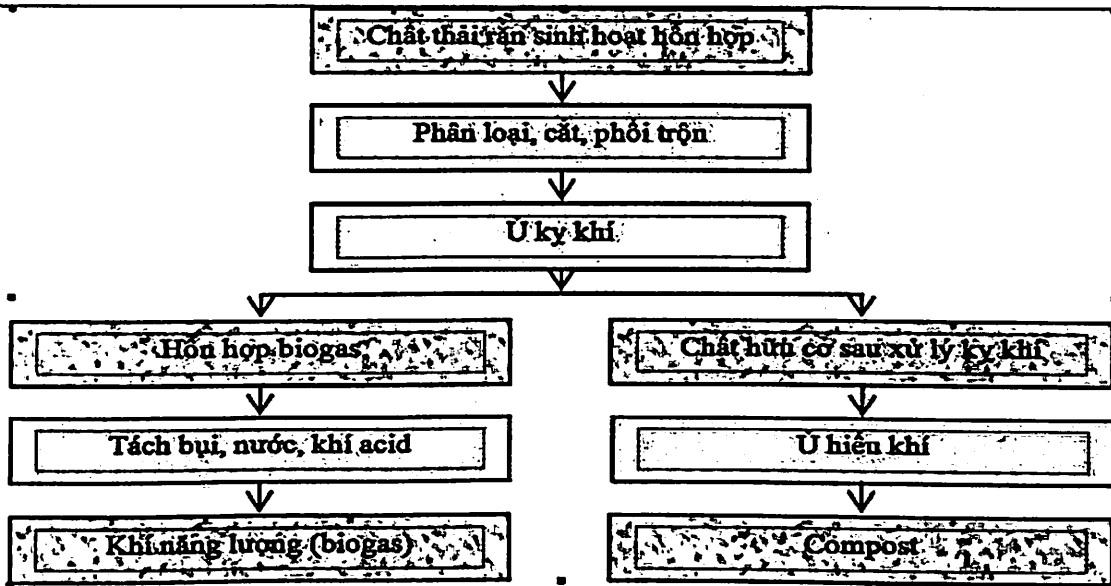 Chất thải rắn sinh hoạt hỗn hợp
Phân loại, cắt, phối trộn
Ủ kỵ khí
Hỗn hợp biogas
Chất hữu cơ sau xử lý kỵ khí
Tách bụi, nước, khí acid
Ủ hiếu khí
Khí năng lượng (biogas)
Compost